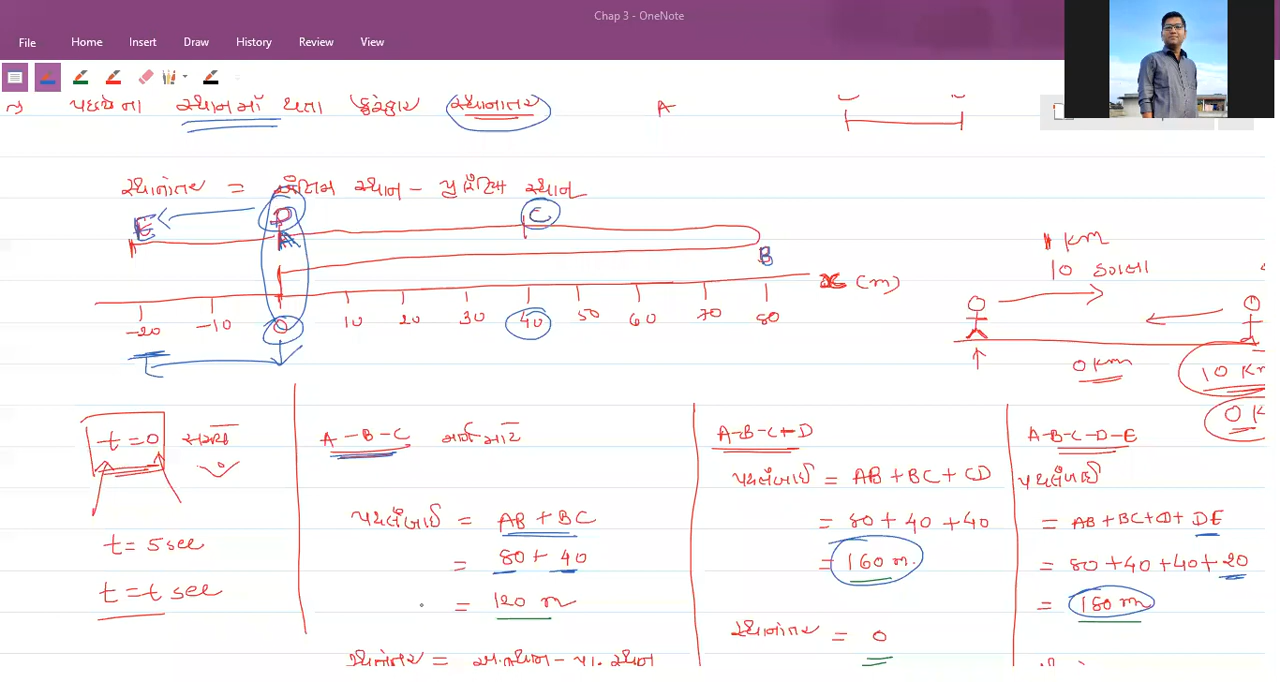 Chap 3 - OneNote
File Home Insert Draw History Review View
પદાર્થના સ્થાનમાં થતા ફેરફાર સ્થાનાંતર A
સ્થાનાંતર = અંતિમ સ્થાન - પ્રારંભિક સ્થાન
E D A C B
1 km
10 km
x (m)
-20 -10 0 10 20 30 40 50 60 70 80
0 km
10 Km
0 K
t = 0 સમયે
t = 5 sec
t = t sec
A - B - C માર્ગ માટે
પથલંબાઈ = AB + BC
= 80 + 40
= 120 m
સ્થાનાંતર = અં. સ્થાન - પ્રા. સ્થાન
A-B-C-D
પથલંબાઈ = AB + BC + CD
= 80 + 40 + 40
= 160 m.
સ્થાનાંતર = 0
A-B-C-D-E
પથલંબાઈ
= AB + BC + CD + DE
= 80 + 40 + 40 + 20
= 180 m